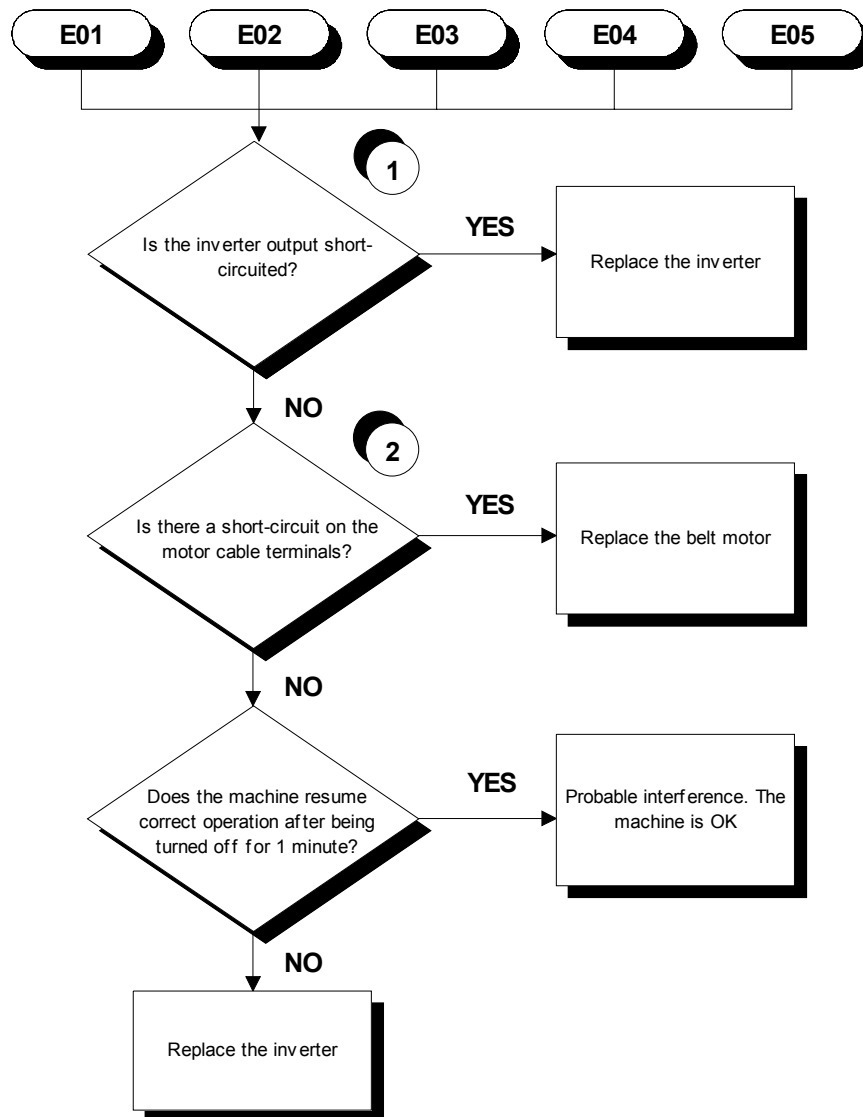 E01
E02
E03
E04
E05
1
Is the inverter output short-
circuited?
YES
Replace the inverter
NO
2
Is there a short-circuit on the
motor cable terminals?
YES
Replace the belt motor
NO
Does the machine resume
correct operation after being
turned off for 1 minute?
YES
Probable interference. The
machine is OK
NO
Replace the inverter